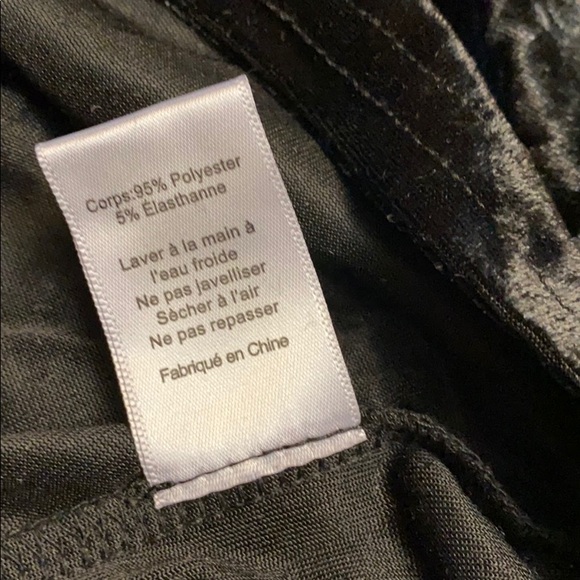 Corps:95% Polyester
5% Élasthanne
Laver à la main à
l'eau froide
Ne pas javelliser
Sècher à l'air
Ne pas repasser
Fabriqué en Chine